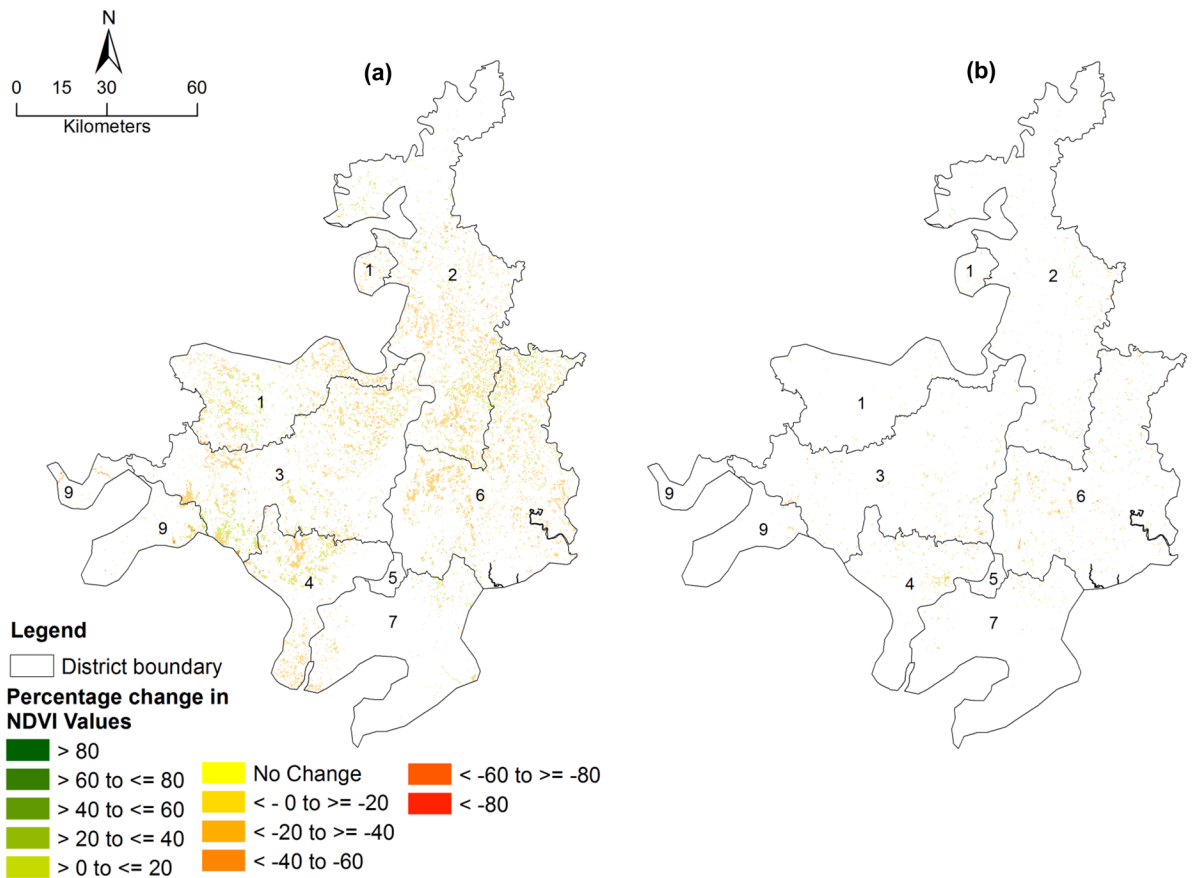 N
(a)
(b)
0 15 30 60
Kilometers
1
2
1
3
9
9
6
4
5
7
1
2
1
3
9
9
6
4
5
7
Legend
District boundary
Percentage change in
NDVI Values
> 80
> 60 to <= 80
> 40 to <= 60
> 20 to <= 40
> 0 to <= 20
No Change
< - 0 to >= -20
< -20 to >= -40
< -40 to -60
< -60 to >= -80
< -80